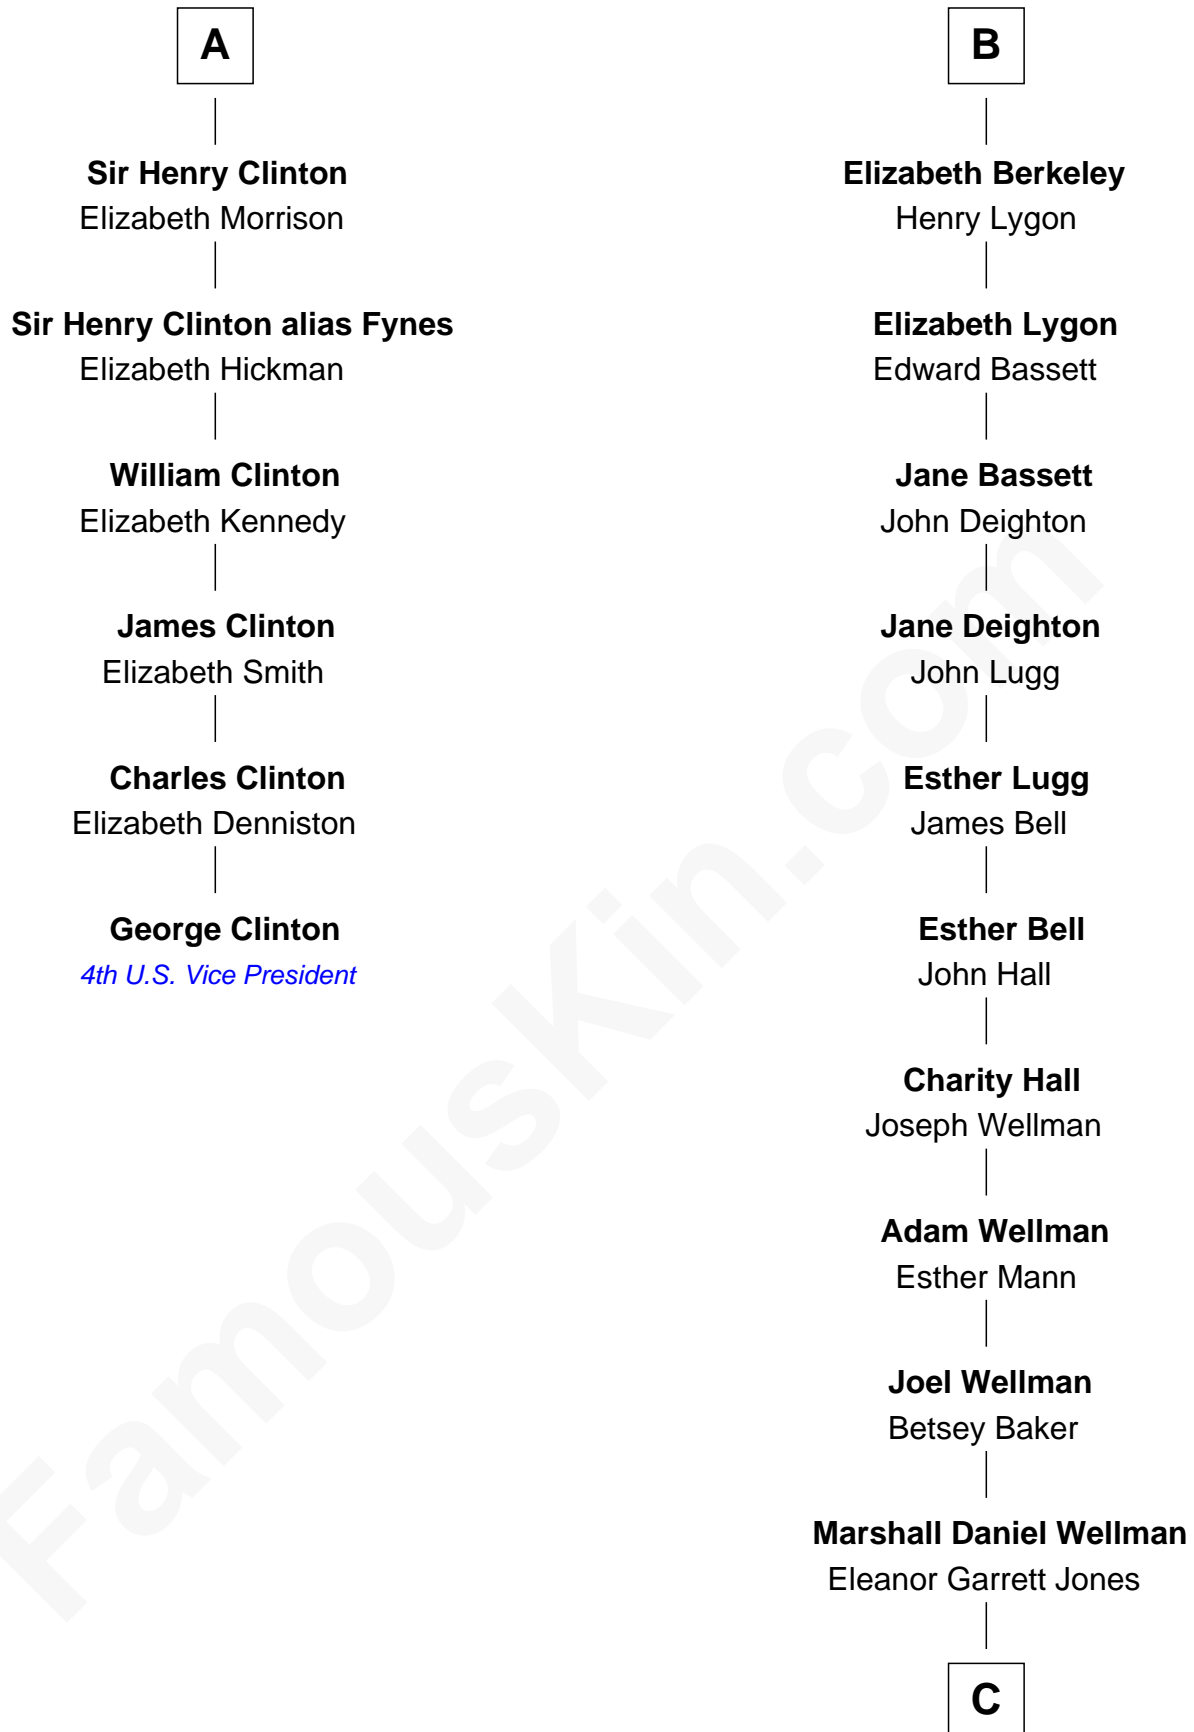 A
Sir Henry Clinton
Elizabeth Morrison
Sir Henry Clinton alias Fynes
Elizabeth Hickman
William Clinton
Elizabeth Kennedy
James Clinton
Elizabeth Smith
Charles Clinton
Elizabeth Denniston
George Clinton
4th U.S. Vice President
B
Elizabeth Berkeley
Henry Lygon
Elizabeth Lygon
Edward Bassett
Jane Bassett
John Deighton
Jane Deighton
John Lugg
Esther Lugg
James Bell
Esther Bell
John Hall
Charity Hall
Joseph Wellman
Adam Wellman
Esther Mann
Joel Wellman
Betsey Baker
Marshall Daniel Wellman
Eleanor Garrett Jones
C
FamousKin.com